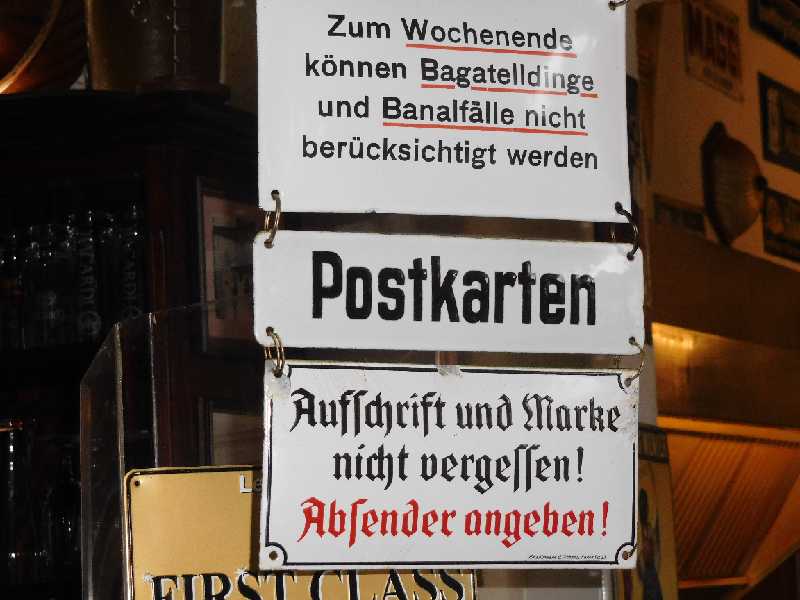 Zum Wochenende
können Bagatelldinge
und Banalfälle nicht
berücksichtigt werden
Postkarten
Aufſchrift und Marke
nicht vergeſſen!
Abſender angeben!
FIRST CLASS
MAGGI